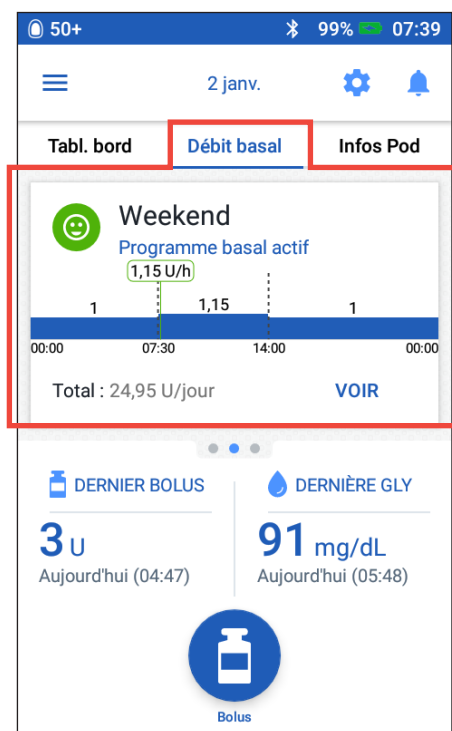 50+ 99% 07:39
2 janv.
Tabl. bord Débit basal Infos Pod
Weekend
Programme basal actif
1,15 U/h
1 1,15 1
00:00 07:30 14:00 00:00
Total : 24,95 U/jour VOIR
DERNIER BOLUS DERNIÈRE GLY
3 U 91 mg/dL
Aujourd'hui (04:47) Aujourd'hui (05:48)
Bolus